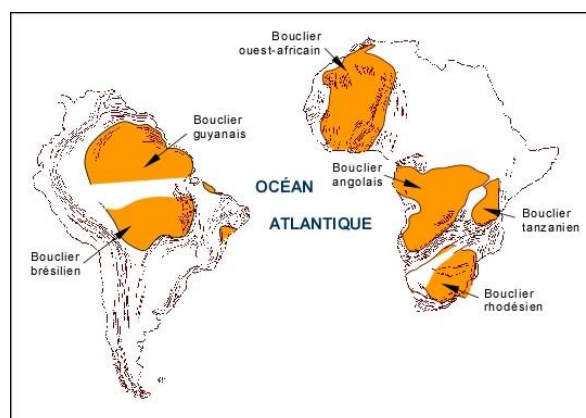 Bouclier
ouest-africain
Bouclier
guyanais
OCÉAN
ATLANTIQUE
Bouclier
angolais
Bouclier
tanzanien
Bouclier
brésilien
Bouclier
rhodésien